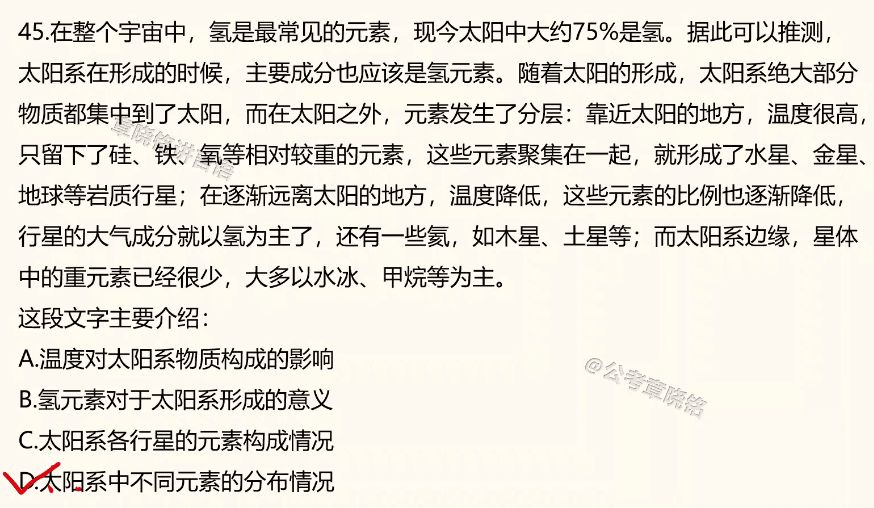 45.在整个宇宙中，氢是最常见的元素，现今太阳中大约75%是氢。据此可以推测，
太阳系在形成的时候，主要成分也应该是氢元素。随着太阳的形成，太阳系绝大部分
物质都集中到了太阳，而在太阳之外，元素发生了分层：靠近太阳的地方，温度很高，
只留下了硅、铁、氧等相对较重的元素，这些元素聚集在一起，就形成了水星、金星、
地球等岩质行星；在逐渐远离太阳的地方，温度降低，这些元素的比例也逐渐降低，
行星的大气成分就以氢为主了，还有一些氦，如木星、土星等；而太阳系边缘，星体
中的重元素已经很少，大多以水冰、甲烷等为主。
这段文字主要介绍：
A.温度对太阳系物质构成的影响
B.氢元素对于太阳系形成的意义
C.太阳系各行星的元素构成情况
D.太阳系中不同元素的分布情况
章晓铭讲言语
@公考章晓铭